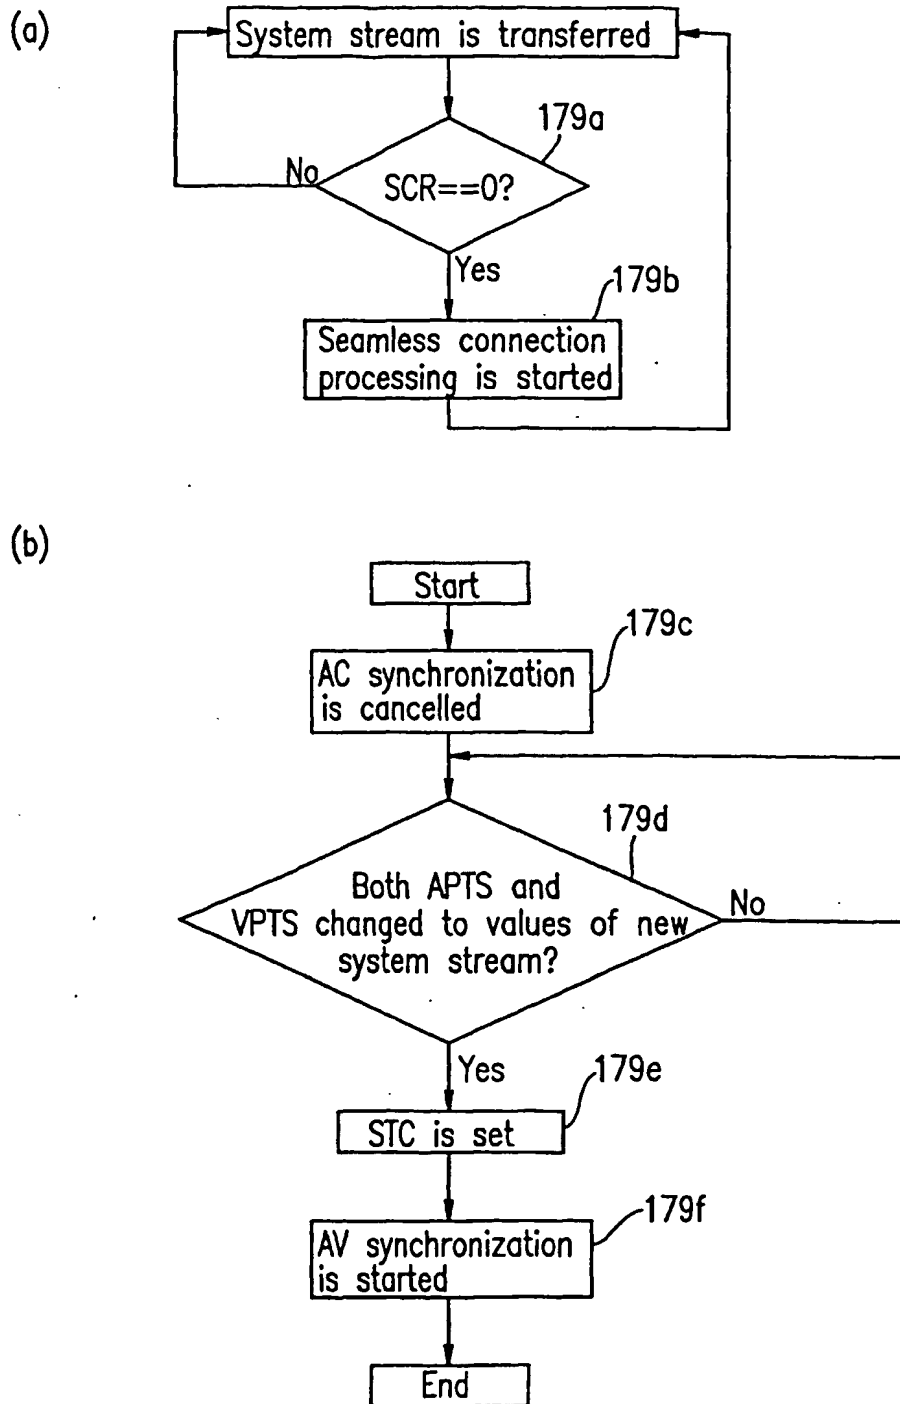 (a)
System stream is transferred
179a
No
SCR==0?
Yes
179b
Seamless connection
processing is started
(b)
Start
179c
AC synchronization
is cancelled
179d
Both APTS and
VPTS changed to values of new
system stream?
No
Yes
179e
STC is set
179f
AV synchronization
is started
End